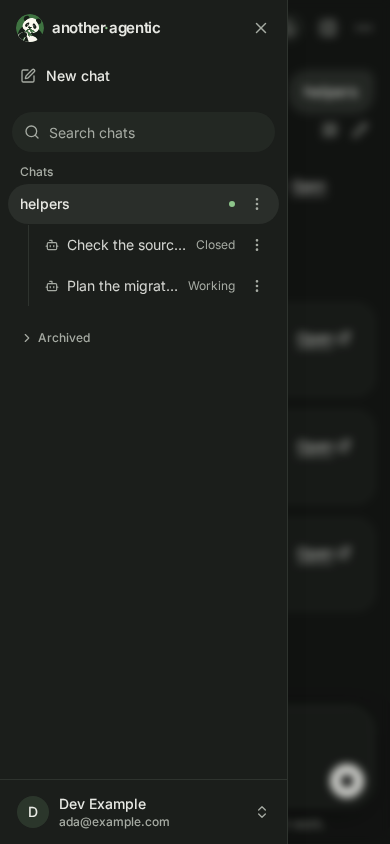 another-agentic
New chat
Search chats
Chats
helpers
Check the sourc... Closed
Plan the migrat... Working
Archived
D
Dev Example
ada@example.com
helpers